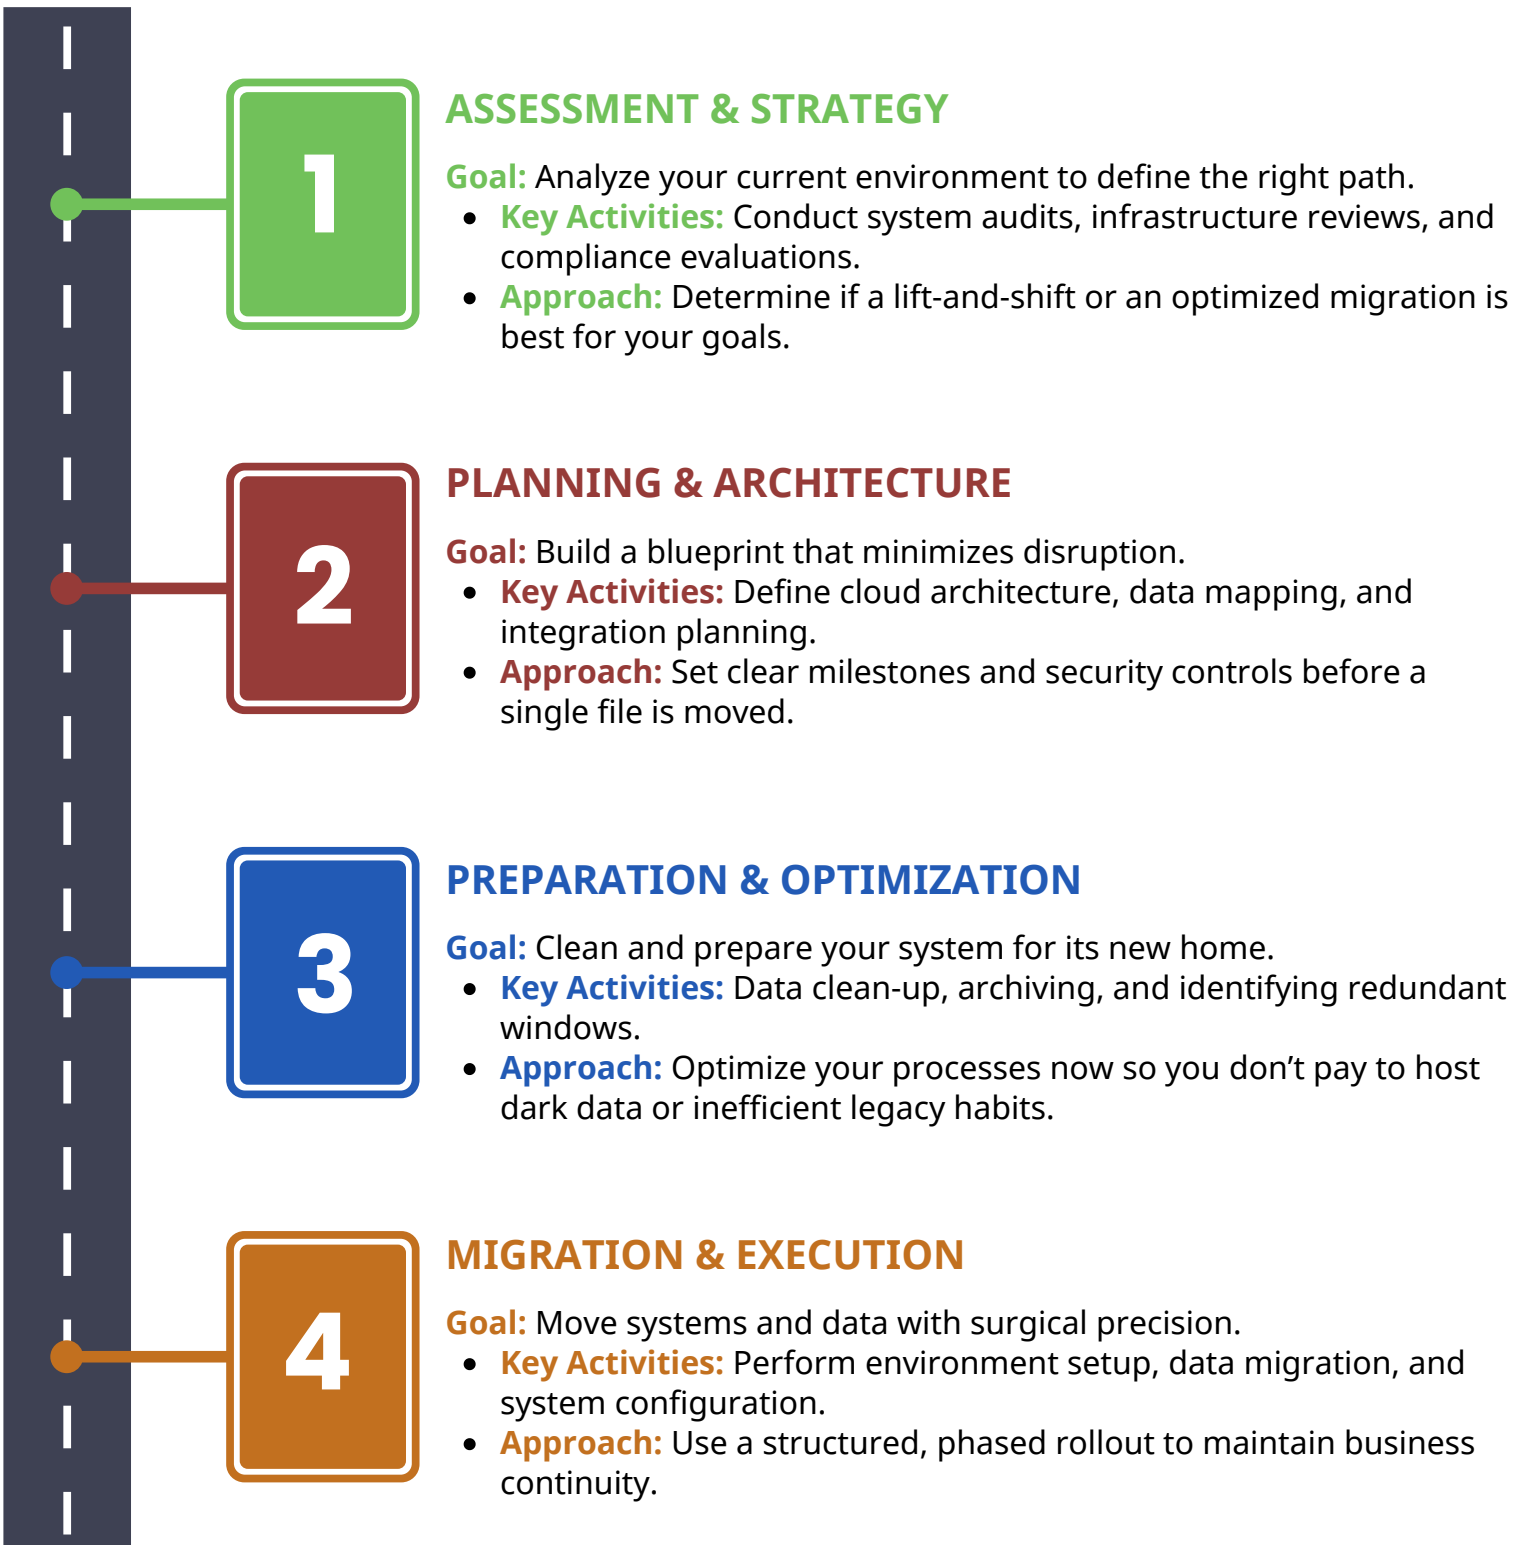 1
ASSESSMENT & STRATEGY
Goal: Analyze your current environment to define the right path.
• Key Activities: Conduct system audits, infrastructure reviews, and
compliance evaluations.
• Approach: Determine if a lift-and-shift or an optimized migration is
best for your goals.
2
PLANNING & ARCHITECTURE
Goal: Build a blueprint that minimizes disruption.
• Key Activities: Define cloud architecture, data mapping, and
integration planning.
• Approach: Set clear milestones and security controls before a
single file is moved.
3
PREPARATION & OPTIMIZATION
Goal: Clean and prepare your system for its new home.
• Key Activities: Data clean-up, archiving, and identifying redundant
windows.
• Approach: Optimize your processes now so you don’t pay to host
dark data or inefficient legacy habits.
4
MIGRATION & EXECUTION
Goal: Move systems and data with surgical precision.
• Key Activities: Perform environment setup, data migration, and
system configuration.
• Approach: Use a structured, phased rollout to maintain business
continuity.